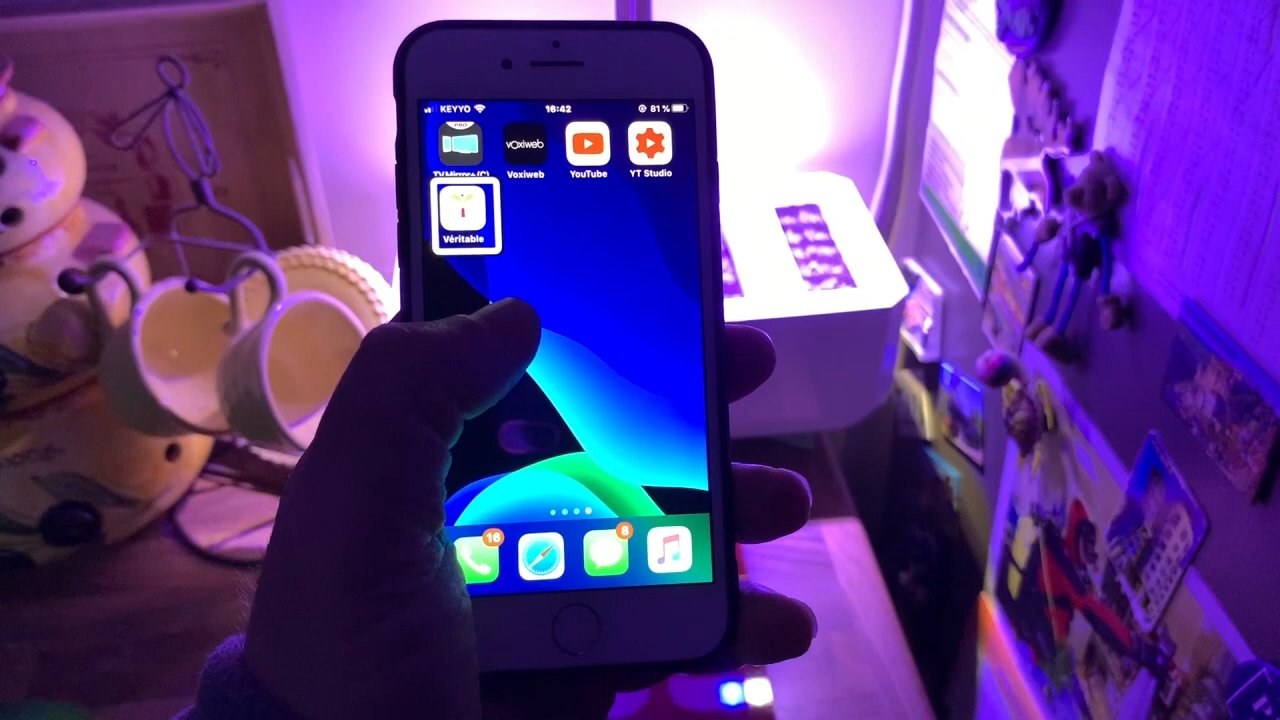 KEYYO 16:42 81 %
PRO
voxiweb
TV Mirror+(C) Voxiweb YouTube YT Studio
Véritable
16 8